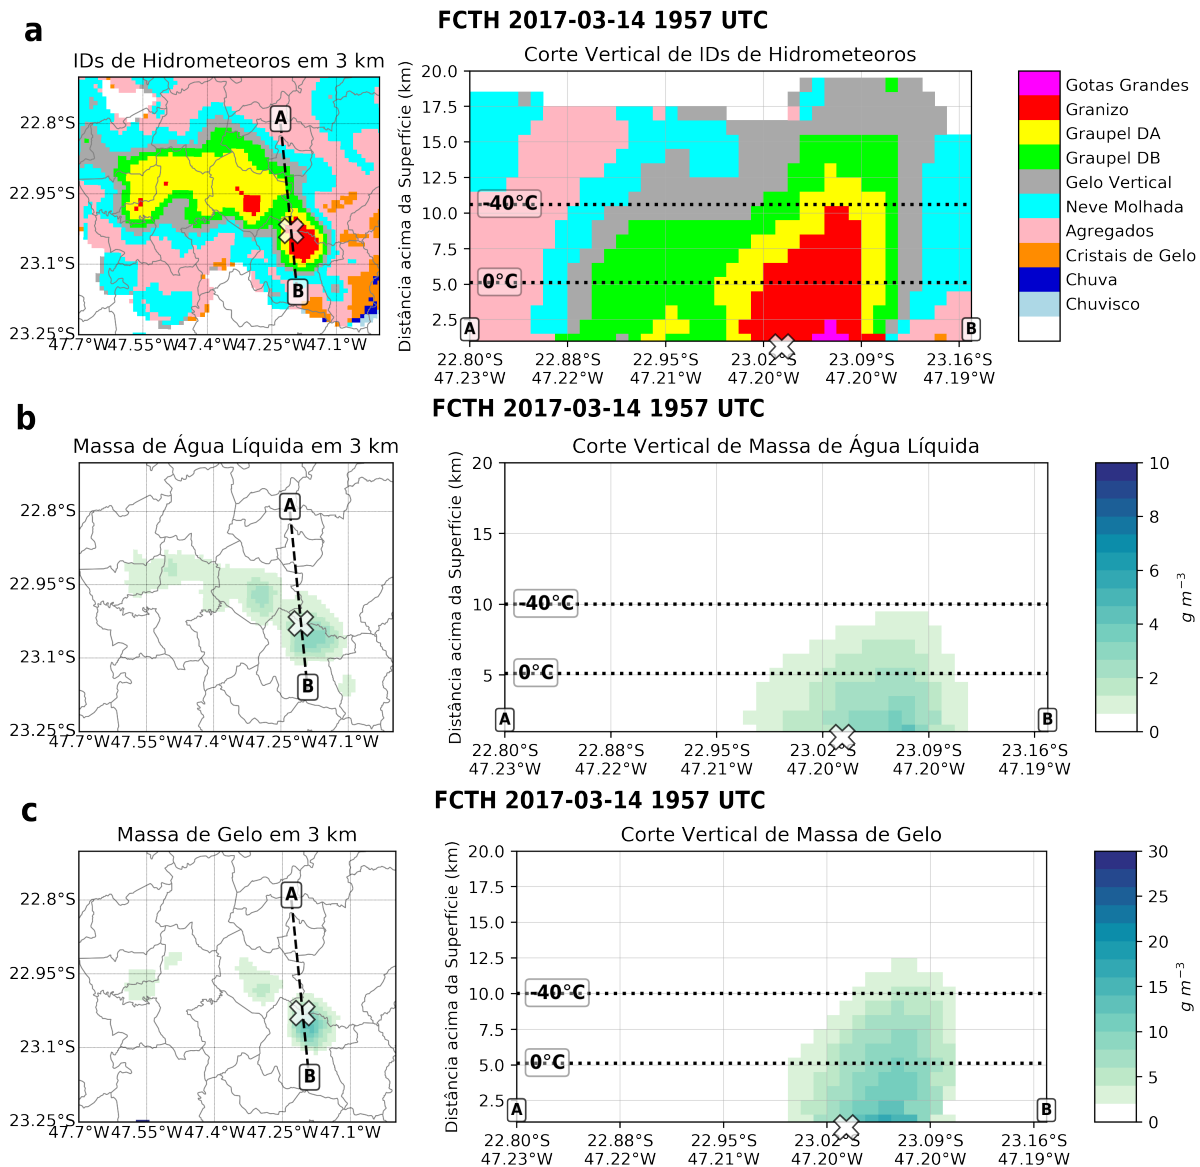 a
FCTH 2017-03-14 1957 UTC
IDs de Hidrometeoros em 3 km
22.8°S
22.95°S
23.1°S
23.25°S
47.7°W 47.55°W 47.4°W 47.25°W 47.1°W
A
B
Corte Vertical de IDs de Hidrometeoros
Distância acima da Superfície (km)
20.0
17.5
15.0
12.5
10.0
7.5
5.0
2.5
-40°C
0°C
A
B
22.80°S 22.88°S 22.95°S 23.02°S 23.09°S 23.16°S
47.23°W 47.22°W 47.21°W 47.20°W 47.20°W 47.19°W
Gotas Grandes
Granizo
Graupel DA
Graupel DB
Gelo Vertical
Neve Molhada
Agregados
Cristais de Gelo
Chuva
Chuvisco
b
FCTH 2017-03-14 1957 UTC
Massa de Água Líquida em 3 km
22.8°S
22.95°S
23.1°S
23.25°S
47.7°W 47.55°W 47.4°W 47.25°W 47.1°W
A
B
Corte Vertical de Massa de Água Líquida
Distância acima da Superfície (km)
20
15
10
5
-40°C
0°C
A
B
22.80°S 22.88°S 22.95°S 23.02°S 23.09°S 23.16°S
47.23°W 47.22°W 47.21°W 47.20°W 47.20°W 47.19°W
10
8
6
4
2
0
g m⁻³
c
FCTH 2017-03-14 1957 UTC
Massa de Gelo em 3 km
22.8°S
22.95°S
23.1°S
23.25°S
47.7°W 47.55°W 47.4°W 47.25°W 47.1°W
A
B
Corte Vertical de Massa de Gelo
Distância acima da Superfície (km)
20.0
17.5
15.0
12.5
10.0
7.5
5.0
2.5
-40°C
0°C
A
B
22.80°S 22.88°S 22.95°S 23.02°S 23.09°S 23.16°S
47.23°W 47.22°W 47.21°W 47.20°W 47.20°W 47.19°W
30
25
20
15
10
5
0
g m⁻³